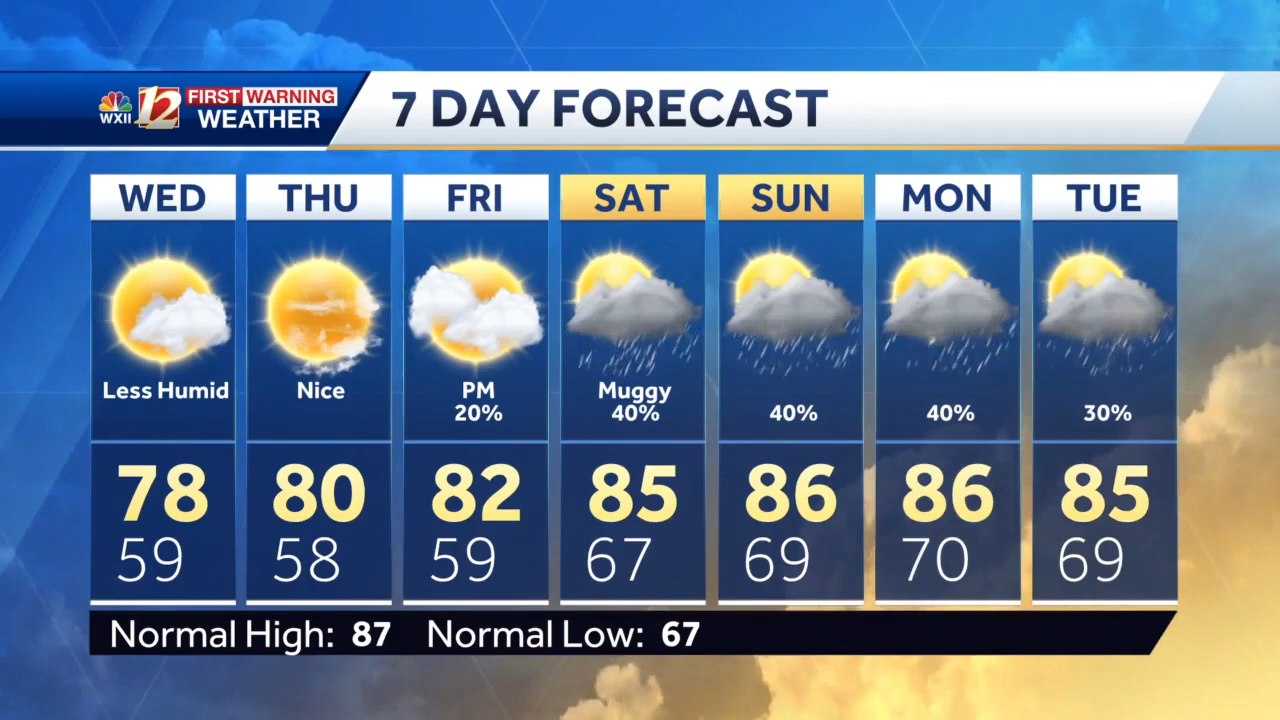 WXII 12 FIRST WARNING
WEATHER
7 DAY FORECAST
WED THU FRI SAT SUN MON TUE
Less Humid Nice PM Muggy
20% 40% 40% 40% 30%
78 80 82 85 86 86 85
59 58 59 67 69 70 69
Normal High: 87 Normal Low: 67